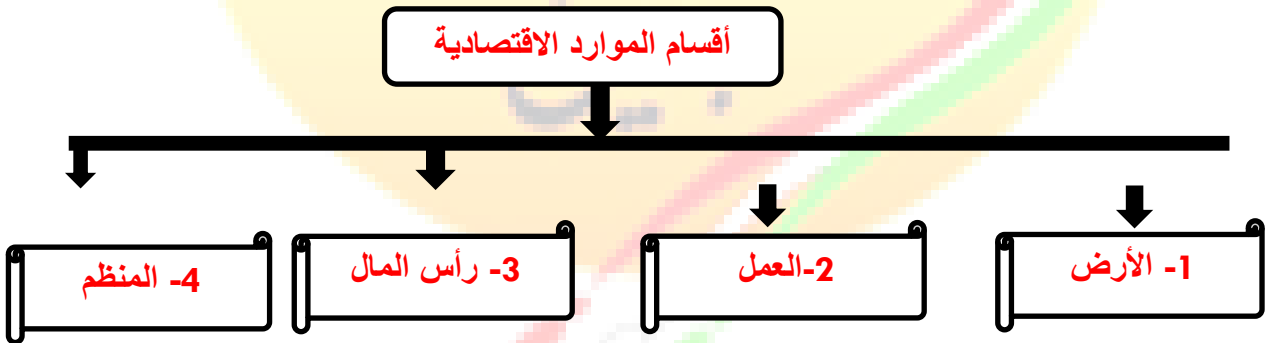 أقسام الموارد الاقتصادية
1- الأرض
2-العمل
3- رأس المال
4- المنظم